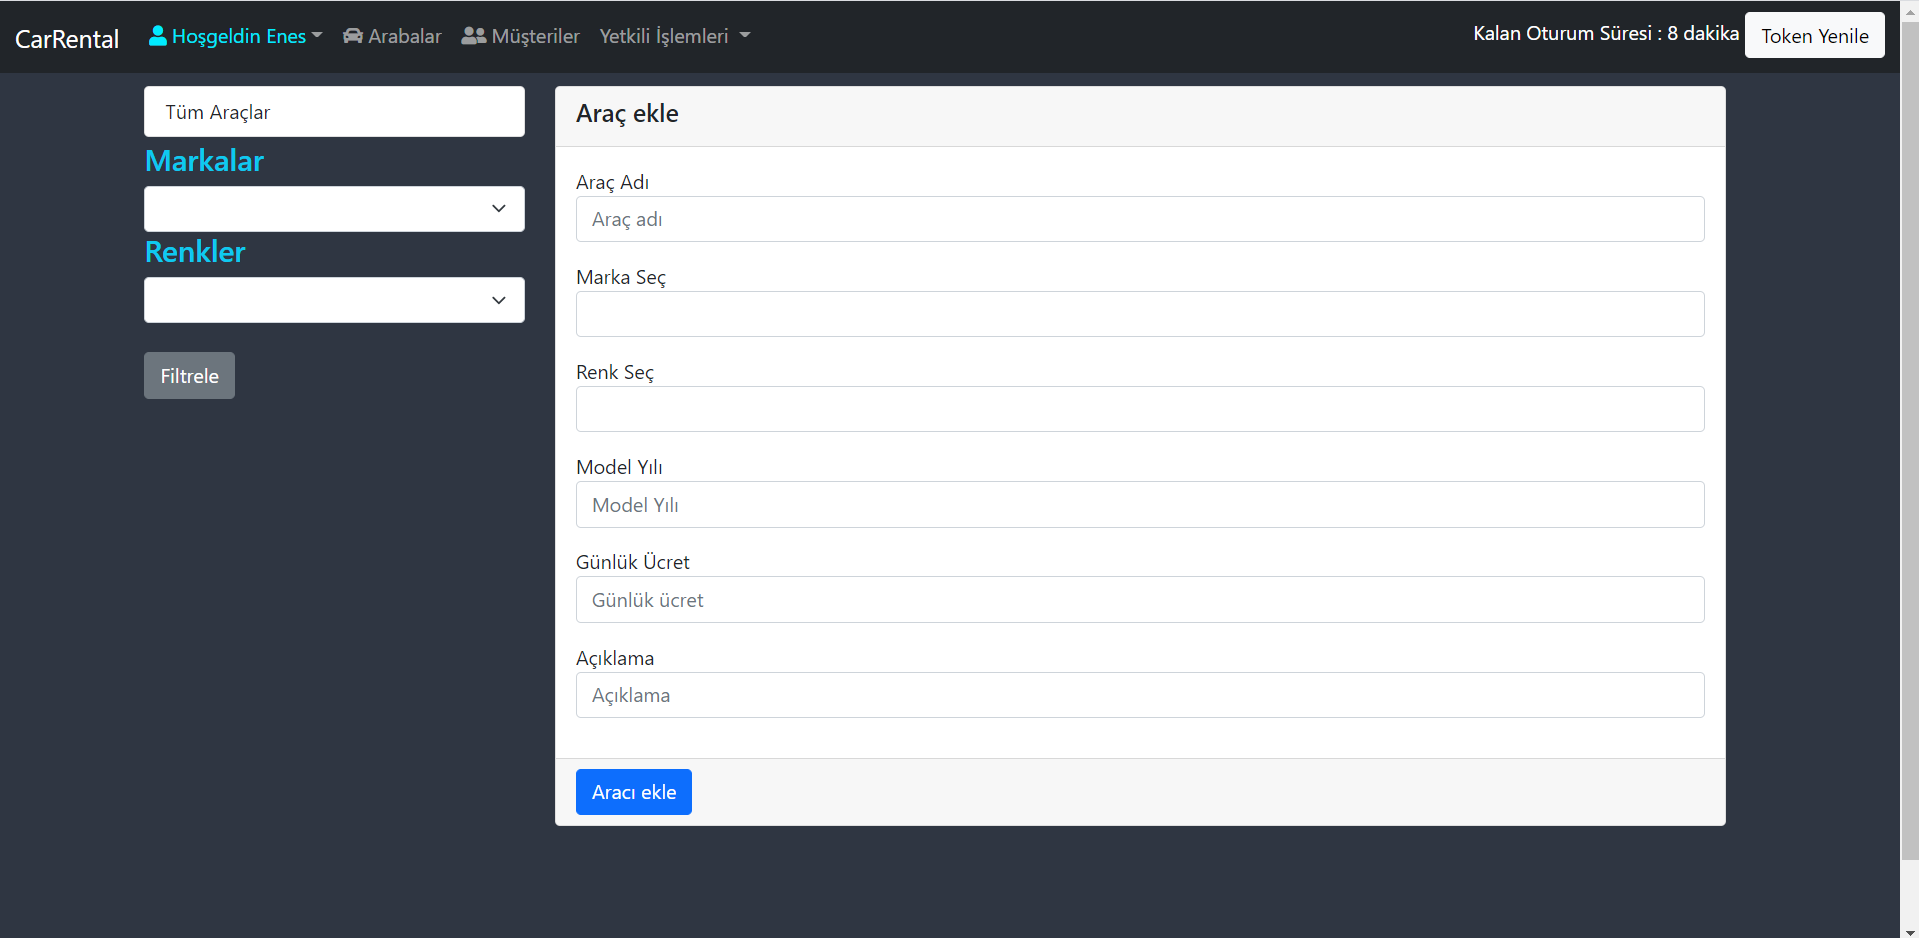 CarRental Hoşgeldin Enes Arabalar Müşteriler Yetkili İşlemleri Kalan Oturum Süresi : 8 dakika Token Yenile
Tüm Araçlar
Markalar
Renkler
Filtrele
Araç ekle
Araç Adı
Araç adı
Marka Seç
Renk Seç
Model Yılı
Model Yılı
Günlük Ücret
Günlük ücret
Açıklama
Açıklama
Aracı ekle